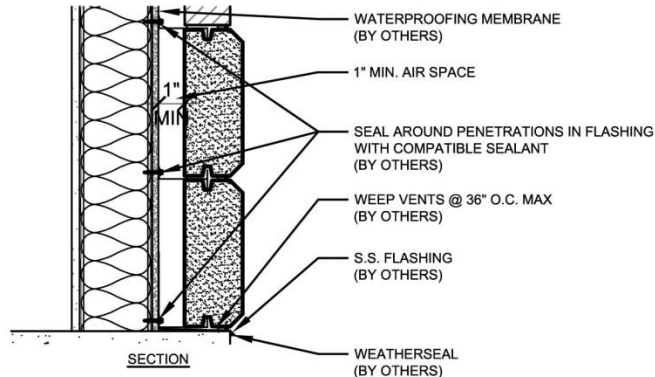 WATERPROOFING MEMBRANE
(BY OTHERS)
1" MIN. AIR SPACE
1"
MIN
SEAL AROUND PENETRATIONS IN FLASHING
WITH COMPATIBLE SEALANT
(BY OTHERS)
WEEP VENTS @ 36" O.C. MAX
(BY OTHERS)
S.S. FLASHING
(BY OTHERS)
WEATHERSEAL
(BY OTHERS)
SECTION